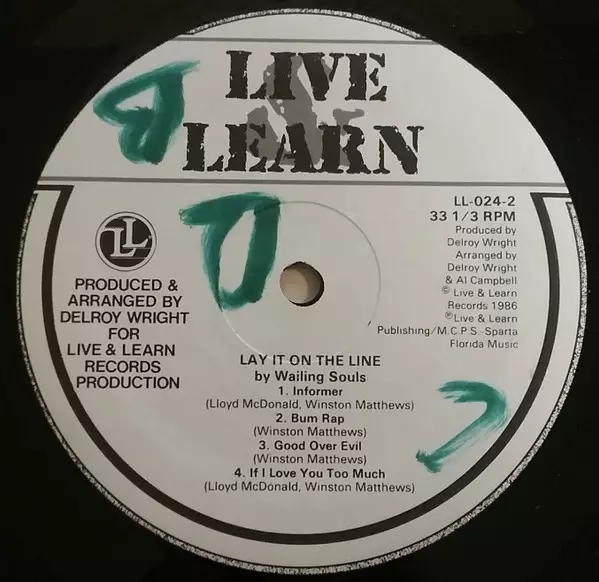 LIVE
&
LEARN
LL-024-2
33 1/3 RPM
Produced by
Delroy Wright
Arranged by
Delroy Wright
& Al Campbell
© Live & Learn
Records 1986
℗Live & Learn
Publishing/M.C.P.S.-Sparta
Florida Music
LL
PRODUCED &
ARRANGED BY
DELROY WRIGHT
FOR
LIVE & LEARN
RECORDS
PRODUCTION
LAY IT ON THE LINE
by Wailing Souls
1. Informer
(Lloyd McDonald, Winston Matthews)
2. Bum Rap
(Winston Matthews)
3. Good Over Evil
(Winston Matthews)
4. If I Love You Too Much
(Lloyd McDonald, Winston Matthews)